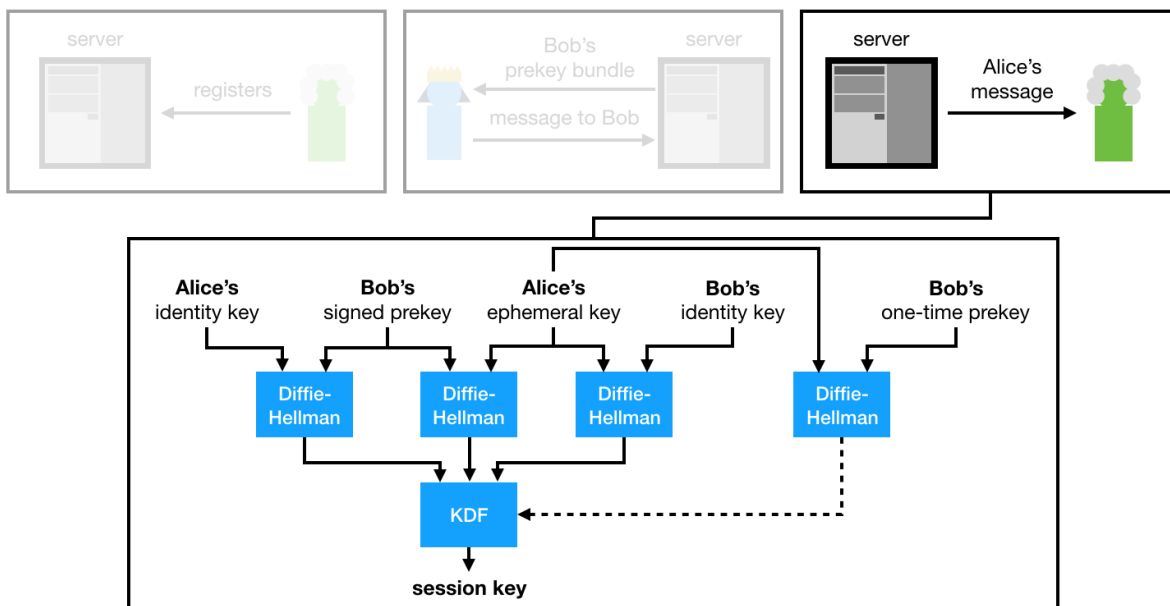 server
registers
Bob's
prekey bundle
message to Bob
server
server
Alice's
message
Alice's
identity key
Bob's
signed prekey
Alice's
ephemeral key
Bob's
identity key
Bob's
one-time prekey
Diffie-
Hellman
Diffie-
Hellman
Diffie-
Hellman
Diffie-
Hellman
KDF
session key